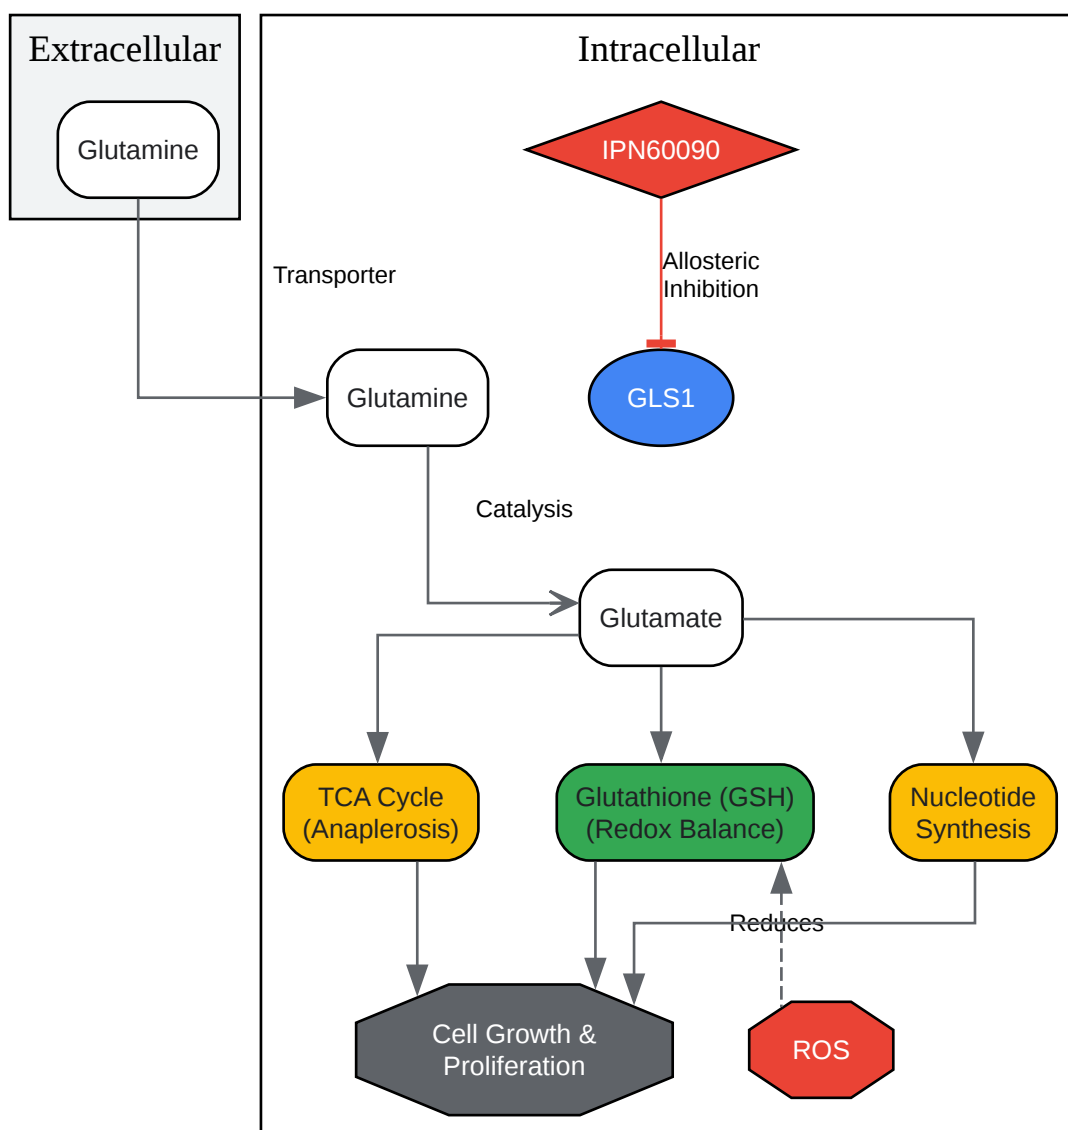 Extracellular
Intracellular
Glutamine
IPN60090
Transporter
Allosteric
Inhibition
Glutamine
GLS1
Catalysis
Glutamate
TCA Cycle
(Anaplerosis)
Glutathione (GSH)
(Redox Balance)
Nucleotide
Synthesis
Reduces
Cell Growth &
Proliferation
ROS